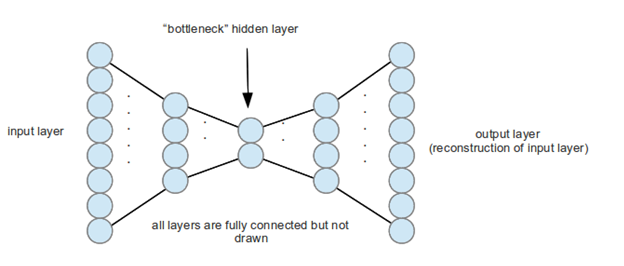 “bottleneck” hidden layer
input layer
output layer
(reconstruction of input layer)
all layers are fully connected but not
drawn